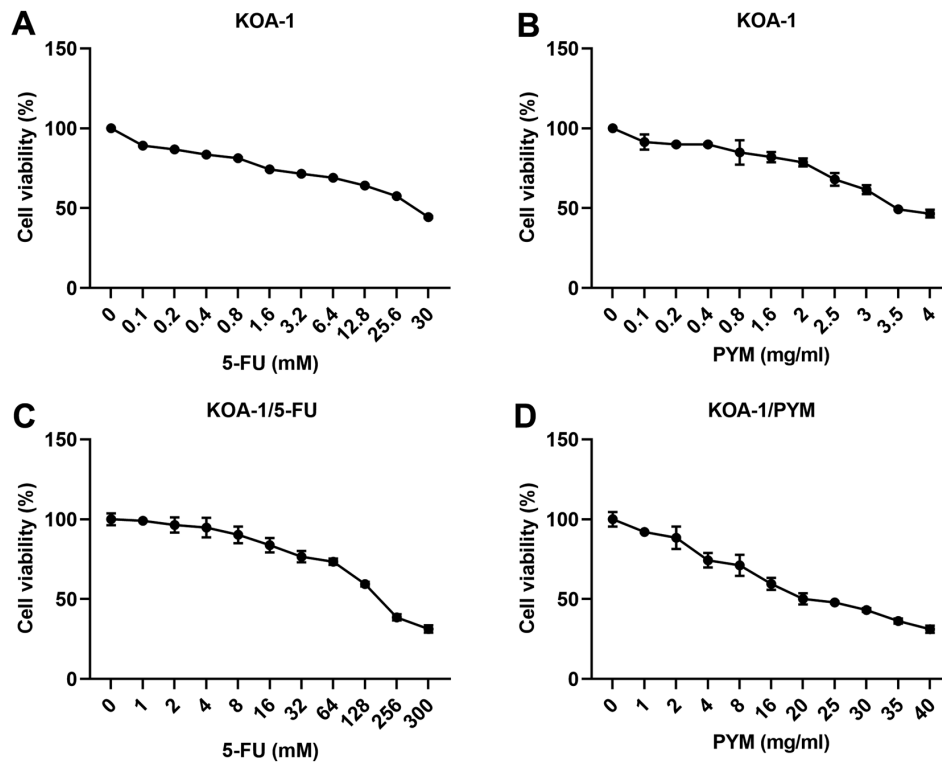 A
KOA-1
Cell viability (%)
150
100
50
0
0 0.1 0.2 0.4 0.8 1.6 3.2 6.4 12.8 25.6 30
5-FU (mM)
B
KOA-1
Cell viability (%)
150
100
50
0
0 0.1 0.2 0.4 0.8 1.6 2 2.5 3 3.5 4
PYM (mg/ml)
C
KOA-1/5-FU
Cell viability (%)
150
100
50
0
0 1 2 4 8 16 32 64 128 256 300
5-FU (mM)
D
KOA-1/PYM
Cell viability (%)
150
100
50
0
0 1 2 4 8 16 20 25 30 35 40
PYM (mg/ml)